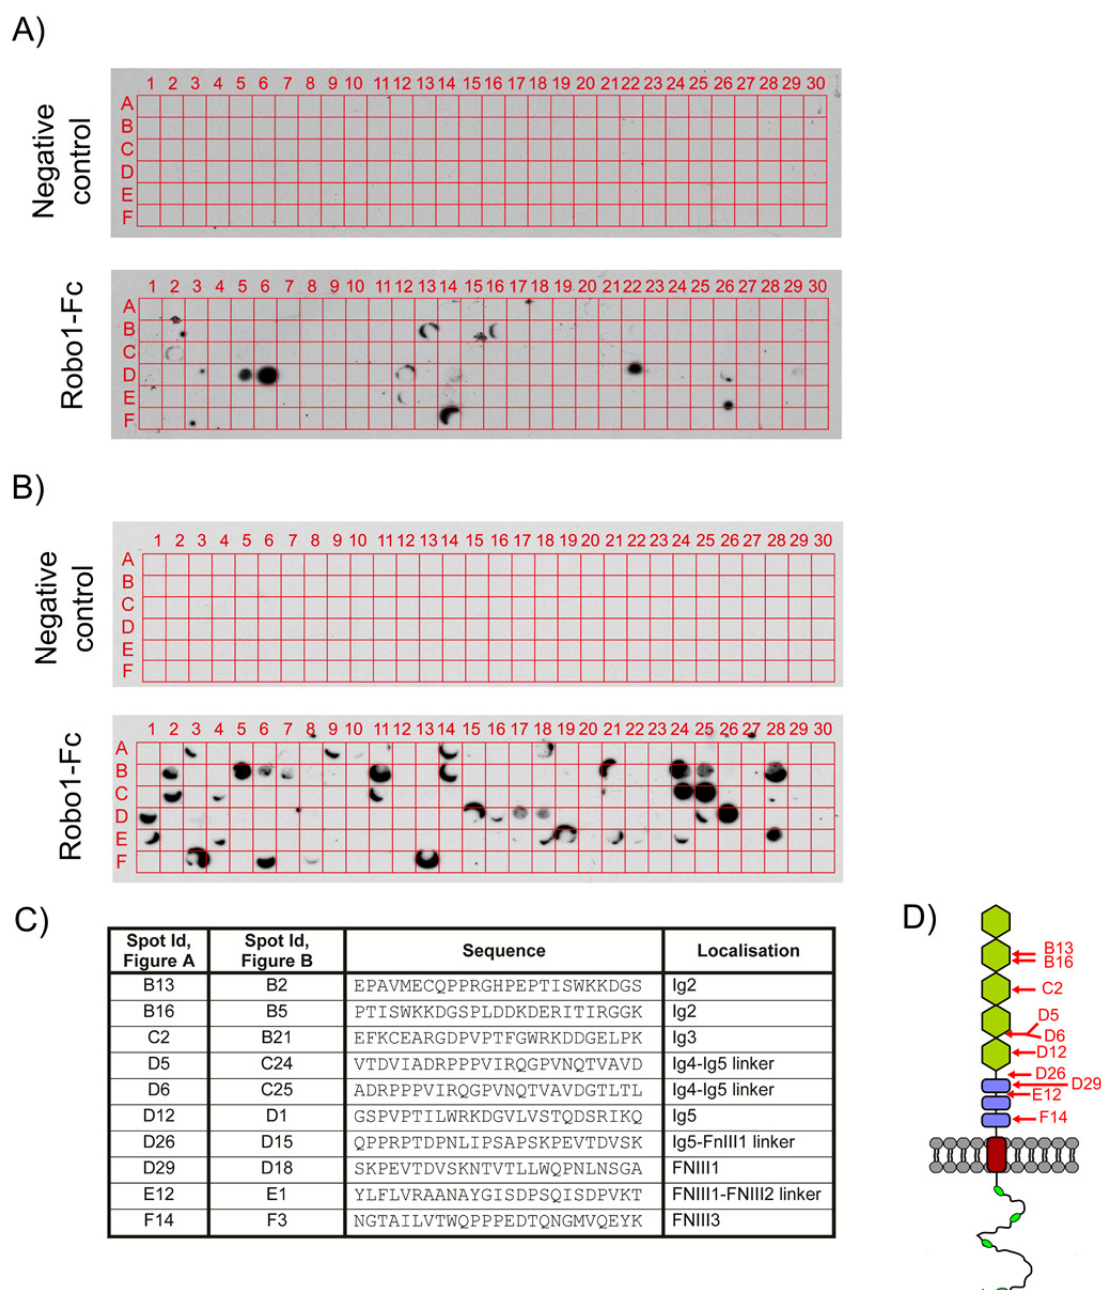 A)
Negative control
1 2 3 4 5 6 7 8 9 10 11 12 13 14 15 16 17 18 19 20 21 22 23 24 25 26 27 28 29 30
A
B
C
D
E
F
Robo1-Fc
1 2 3 4 5 6 7 8 9 10 11 12 13 14 15 16 17 18 19 20 21 22 23 24 25 26 27 28 29 30
A
B
C
D
E
F
B)
Negative control
1 2 3 4 5 6 7 8 9 10 11 12 13 14 15 16 17 18 19 20 21 22 23 24 25 26 27 28 29 30
A
B
C
D
E
F
Robo1-Fc
1 2 3 4 5 6 7 8 9 10 11 12 13 14 15 16 17 18 19 20 21 22 23 24 25 26 27 28 29 30
A
B
C
D
E
F
C)
Spot Id, Figure A Spot Id, Figure B Sequence Localisation
B13 B2 EPAVMECQPPRGHPEPTISWKKDGS Ig2
B16 B5 PTISWKKDGSPLDDKDERITIRGGK Ig2
C2 B21 EFKCEARGDPVPTFGWRKDDGELPK Ig3
D5 C24 VTDVIADRPPPVIRQGPVNQTVAVD Ig4-Ig5 linker
D6 C25 ADRPPPVIRQGPVNQTVAVDGTLTL Ig4-Ig5 linker
D12 D1 GSPVPTILWRKDGVLVSTQDSRIKQ Ig5
D26 D15 QPPRPTDPNLIPSAPSKPEVTDVSK Ig5-FnIII1 linker
D29 D18 SKPEVTDVSKNTVTLLWQPNLNSGA FNIII1
E12 E1 YLFLVRAANAYGISDPSQISDPVKT FNIII1-FNIII2 linker
F14 F3 NGTAILVTWQPPPEDTQNGMVQEYK FNIII3
D)
B13
B16
C2
D5
D6
D12
D26
D29
E12
F14